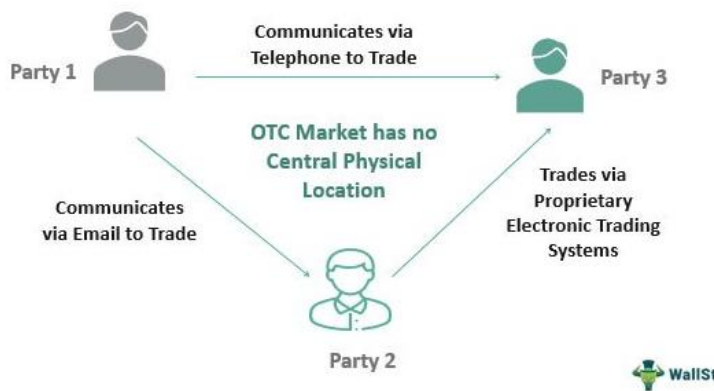 Communicates via
Telephone to Trade
Party 1
Party 3
OTC Market has no
Central Physical
Location
Communicates
via Email to Trade
Trades via
Proprietary
Electronic Trading
Systems
Party 2
WallSt